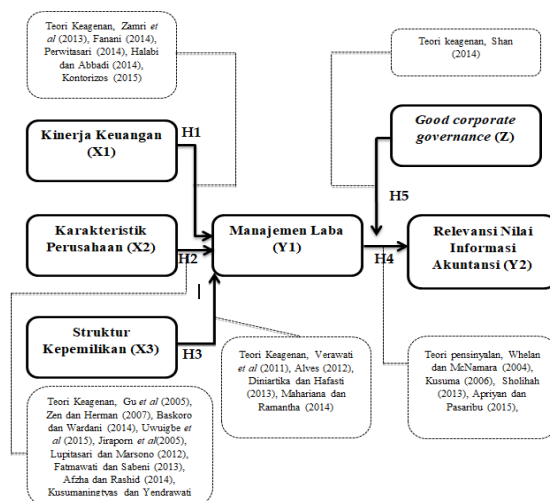 Teori Keagenan, Zamri et
al (2013), Fanani (2014),
Perwitasari (2014), Halabi
dan Abbadi (2014),
Kontorizos (2015)
Teori keagenan, Shan
(2014)
Kinerja Keuangan
(X1)
H1
Good corporate
governance (Z)
H5
Karakteristik
Perusahaan (X2)
H2
Manajemen Laba
(Y1)
H4
Relevansi Nilai
Informasi
Akuntansi (Y2)
Struktur
Kepemilikan (X3)
H3
Teori Keagenan, Verawati
et al (2011), Alves (2012),
Diniartika dan Hafasti
(2013), Mahariana dan
Ramantha (2014)
Teori pensinyalan, Whelan
dan McNamara (2004),
Kusuma (2006), Sholihah
(2013), Apriyan dan
Pasaribu (2015),
Teori Keagenan, Gu et al (2005),
Zen dan Herman (2007), Baskoro
dan Wardani (2014), Uwuigbe et
al (2015), Jiraporn et al(2005),
Lupitasari dan Marsono (2012),
Fatmawati dan Sabeni (2013),
Afzha dan Rashid (2014),
Kusumaningtyas dan Yendrawati